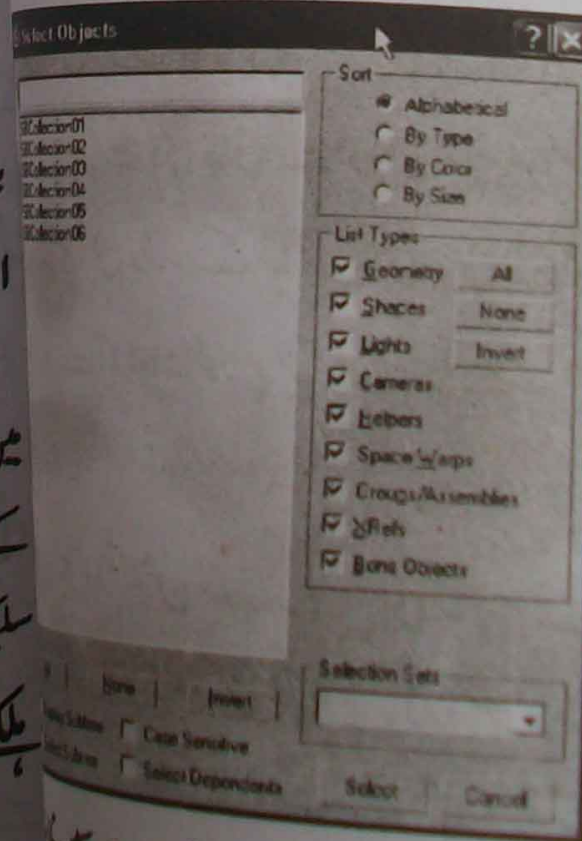 Select Objects
Sort
Alphabetical
By Type
By Color
By Size
List Types
Geometry
All
Shapes
None
Lights
Invert
Cameras
Helpers
Space Warps
Groups/Assemblies
XRefs
Bone Objects
None
Invert
Case Sensitive
Select Dependents
Selection Sets
Select
Cancel